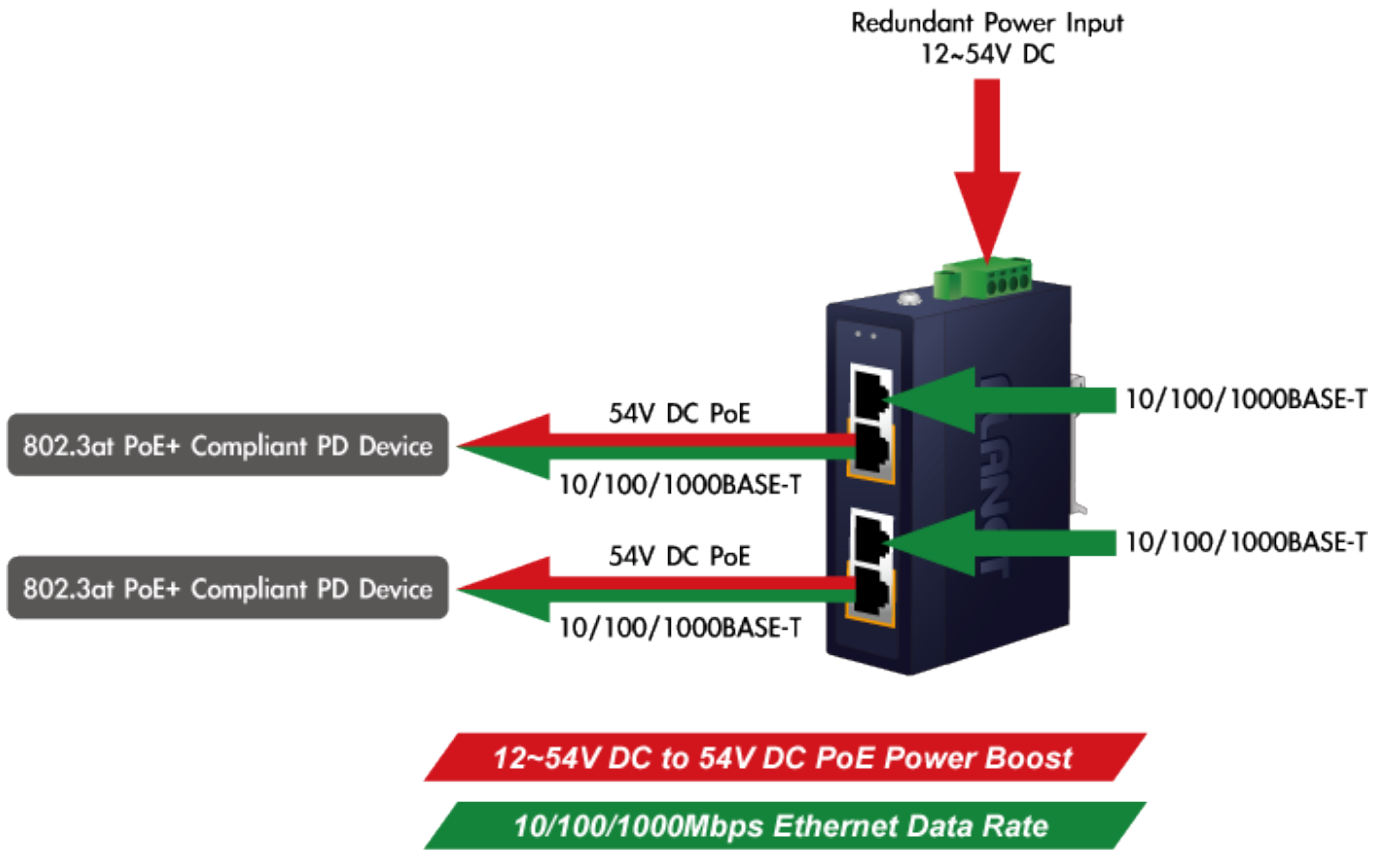 Redundant Power Input
12~54V DC
10/100/1000BASE-T
54V DC PoE
802.3at PoE+ Compliant PD Device
10/100/1000BASE-T
PLANET
10/100/1000BASE-T
54V DC PoE
802.3at PoE+ Compliant PD Device
10/100/1000BASE-T
12~54V DC to 54V DC PoE Power Boost
10/100/1000Mbps Ethernet Data Rate